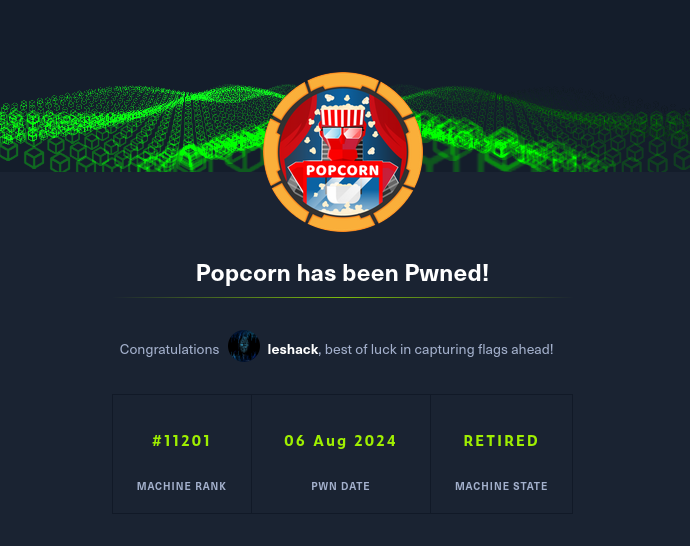 POPCORN
Popcorn has been Pwned!
Congratulations leshack, best of luck in capturing flags ahead!
#11201
06 Aug 2024
RETIRED
MACHINE RANK
PWN DATE
MACHINE STATE